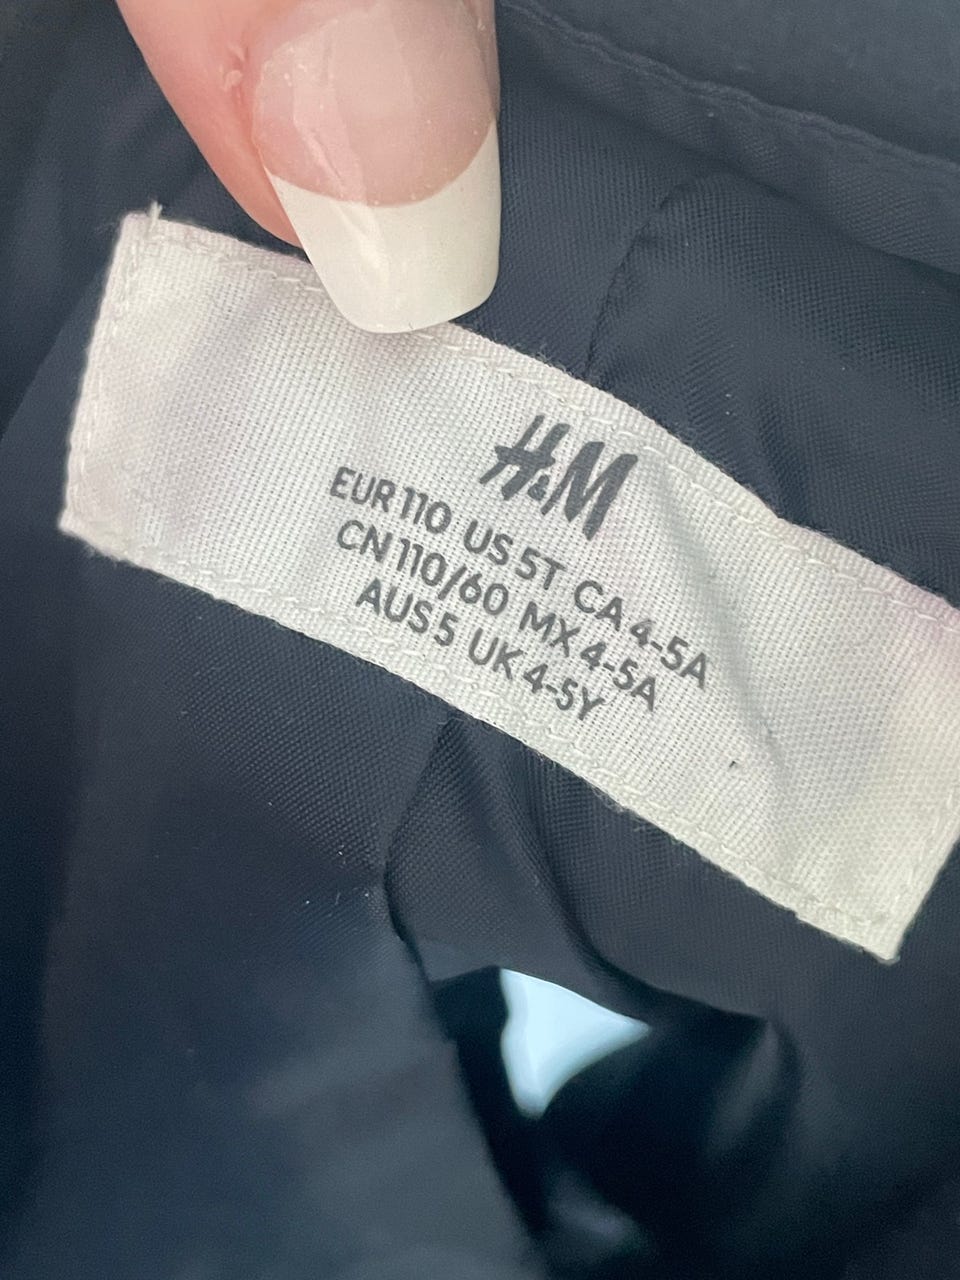 H&M
EUR 110 US 5T CA 4-5A
CN 110/60 MX 4-5A
AUS 5 UK 4-5Y